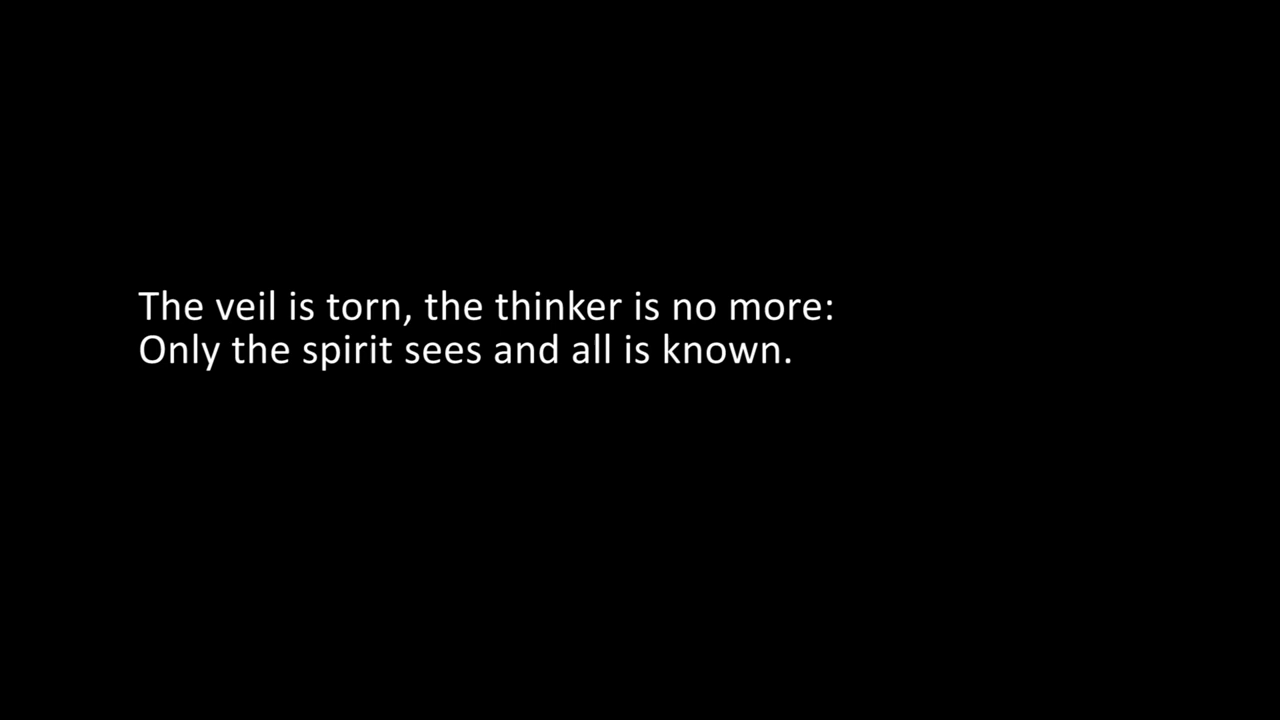 The veil is torn, the thinker is no more:
Only the spirit sees and all is known.